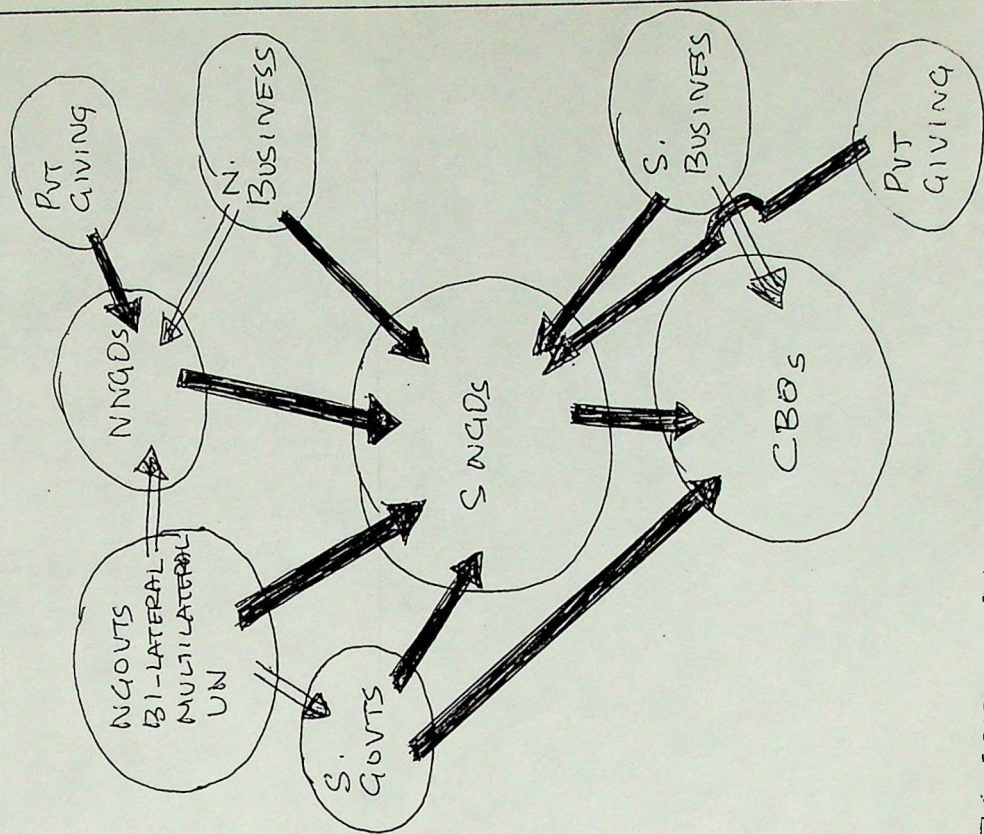 PVT
GIVING
N.
BUSINESS
NNGOs
NGOVTS
BI-LATERAL
MULTILATERAL
UN
S.
GOVTS
S NGOs
S.
BUSINESS
PVT
GIVING
CBOs